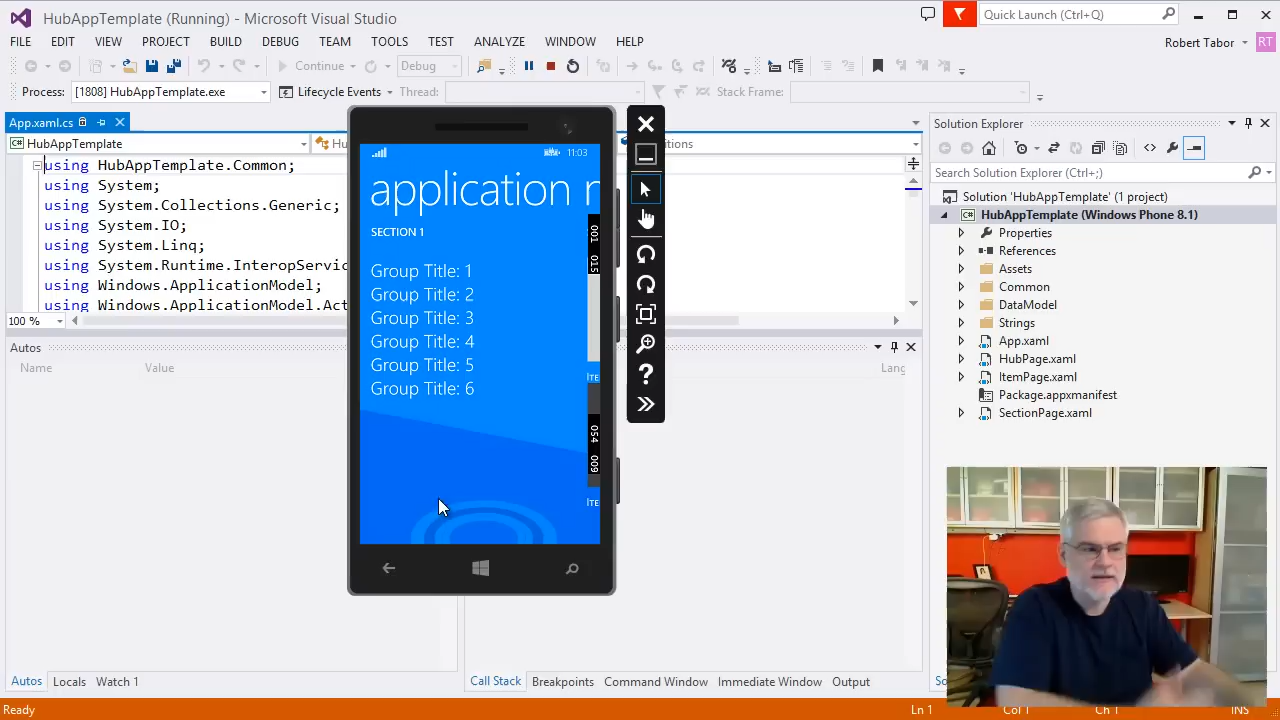 HubAppTemplate (Running) - Microsoft Visual Studio
Quick Launch (Ctrl+Q)
FILE EDIT VIEW PROJECT BUILD DEBUG TEAM TOOLS TEST ANALYZE WINDOW HELP
Robert Tabor RT
Continue Debug
Process: [1808] HubAppTemplate.exe Lifecycle Events Thread: Stack Frame:
App.xaml.cs
HubAppTemplate
using HubAppTemplate.Common;
using System;
using System.Collections.Generic;
using System.IO;
using System.Linq;
using System.Runtime.InteropServic
using Windows.ApplicationModel;
using Windows.ApplicationModel.Act
100 %
Autos
Name Value Lang
Autos Locals Watch 1
Call Stack Breakpoints Command Window Immediate Window Output
Ready Ln 1 Col 1 Ch 1 INS
11:03
application n
SECTION 1
Group Title: 1
Group Title: 2
Group Title: 3
Group Title: 4
Group Title: 5
Group Title: 6
001
015
ITE
054
009
ITE
Solution Explorer
Search Solution Explorer (Ctrl+;)
Solution 'HubAppTemplate' (1 project)
HubAppTemplate (Windows Phone 8.1)
Properties
References
Assets
Common
DataModel
Strings
App.xaml
HubPage.xaml
ItemPage.xaml
Package.appxmanifest
SectionPage.xaml